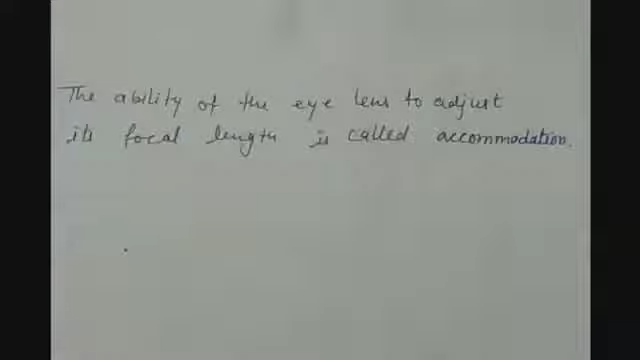 The ability of the eye lens to adjust
its focal length is called accommodation.